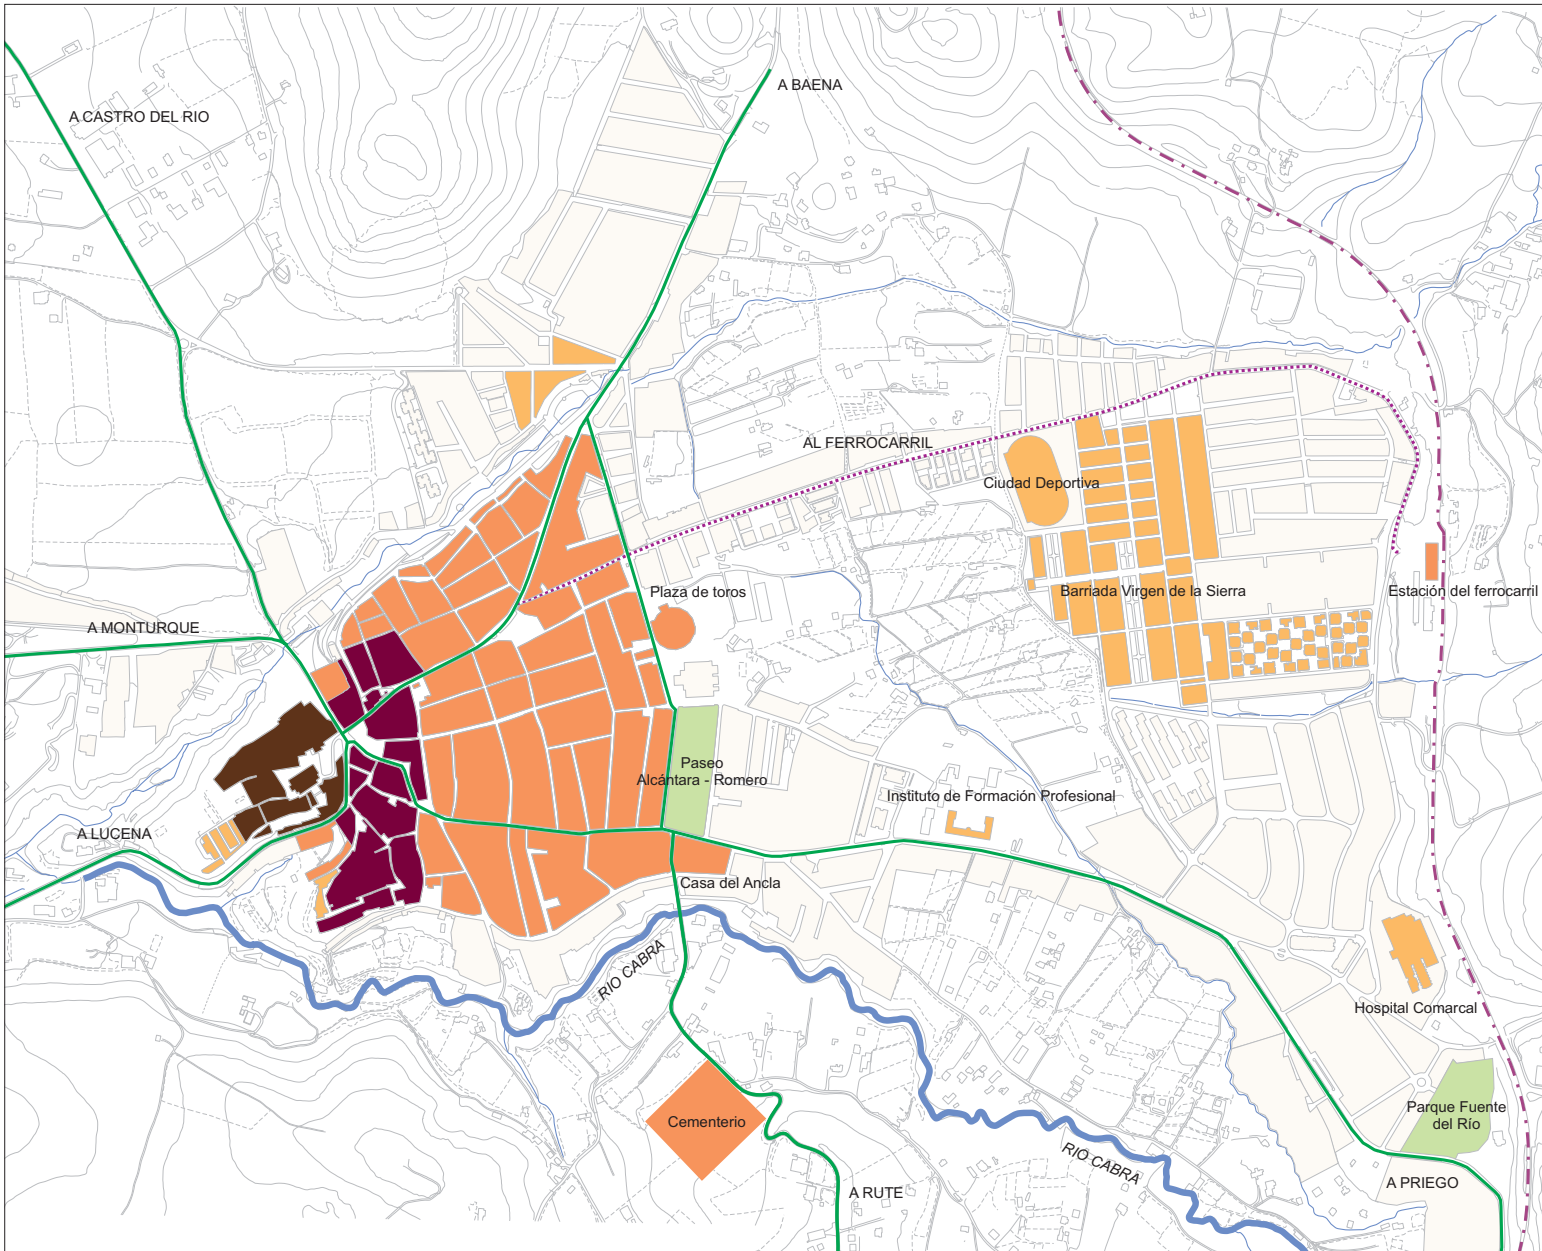 A BAENA
A CASTRO DEL RIO
AL FERROCARRIL
Ciudad Deportiva
Plaza de toros
Barriada Virgen de la Sierra
Estación del ferrocarril
A MONTURQUE
Paseo
Alcántara - Romero
Instituto de Formación Profesional
A LUCENA
Casa del Ancla
RIO CABRA
Hospital Comarcal
Cementerio
Parque Fuente
del Río
RIO CABRA
A RUTE
A PRIEGO